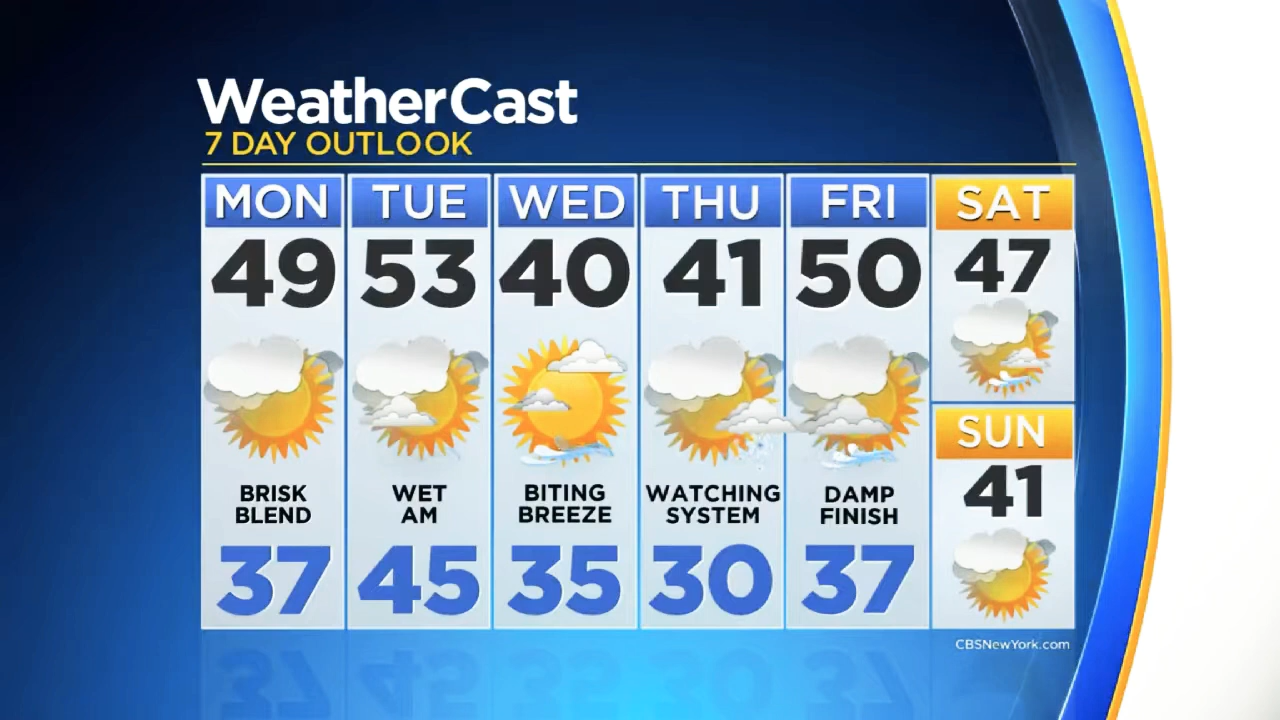 WeatherCast
7 DAY OUTLOOK
MON
49
BRISK
BLEND
37
TUE
53
WET
AM
45
WED
40
BITING
BREEZE
35
THU
41
WATCHING
SYSTEM
30
FRI
50
DAMP
FINISH
37
SAT
47
SUN
41
CBSNewYork.com